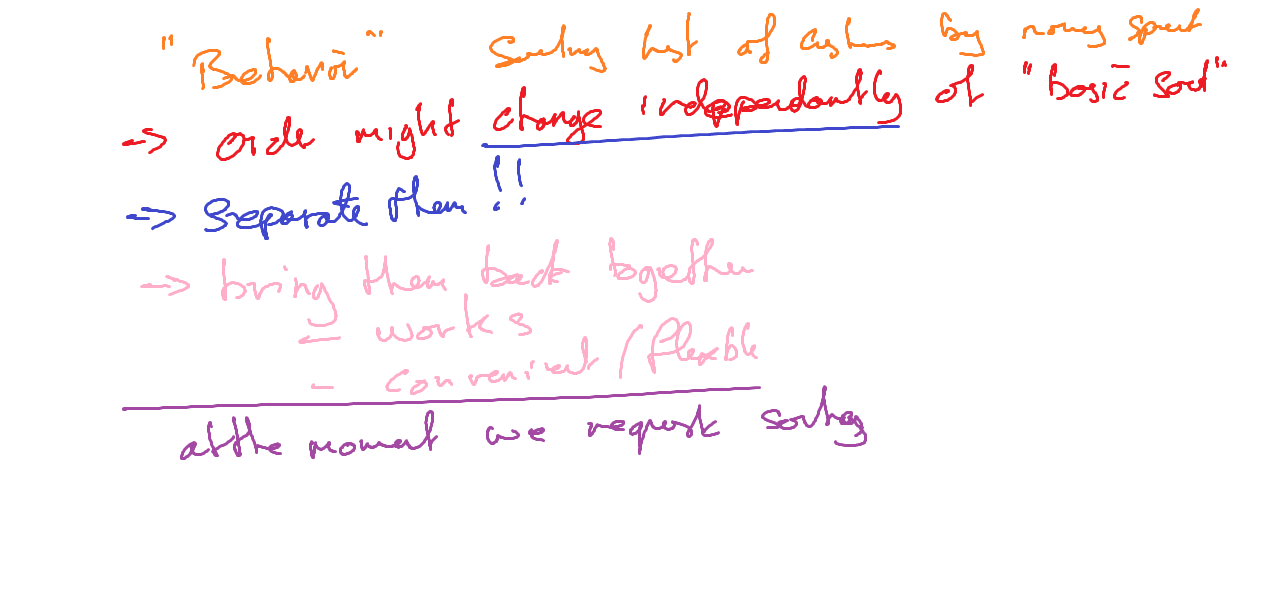 "Behavior" Sorting list of customers by money spent
-> order might change independantly of "basic sort"
-> Separate them !!
-> bring them back together
- works
- convenient / flexible
at the moment we request sorting